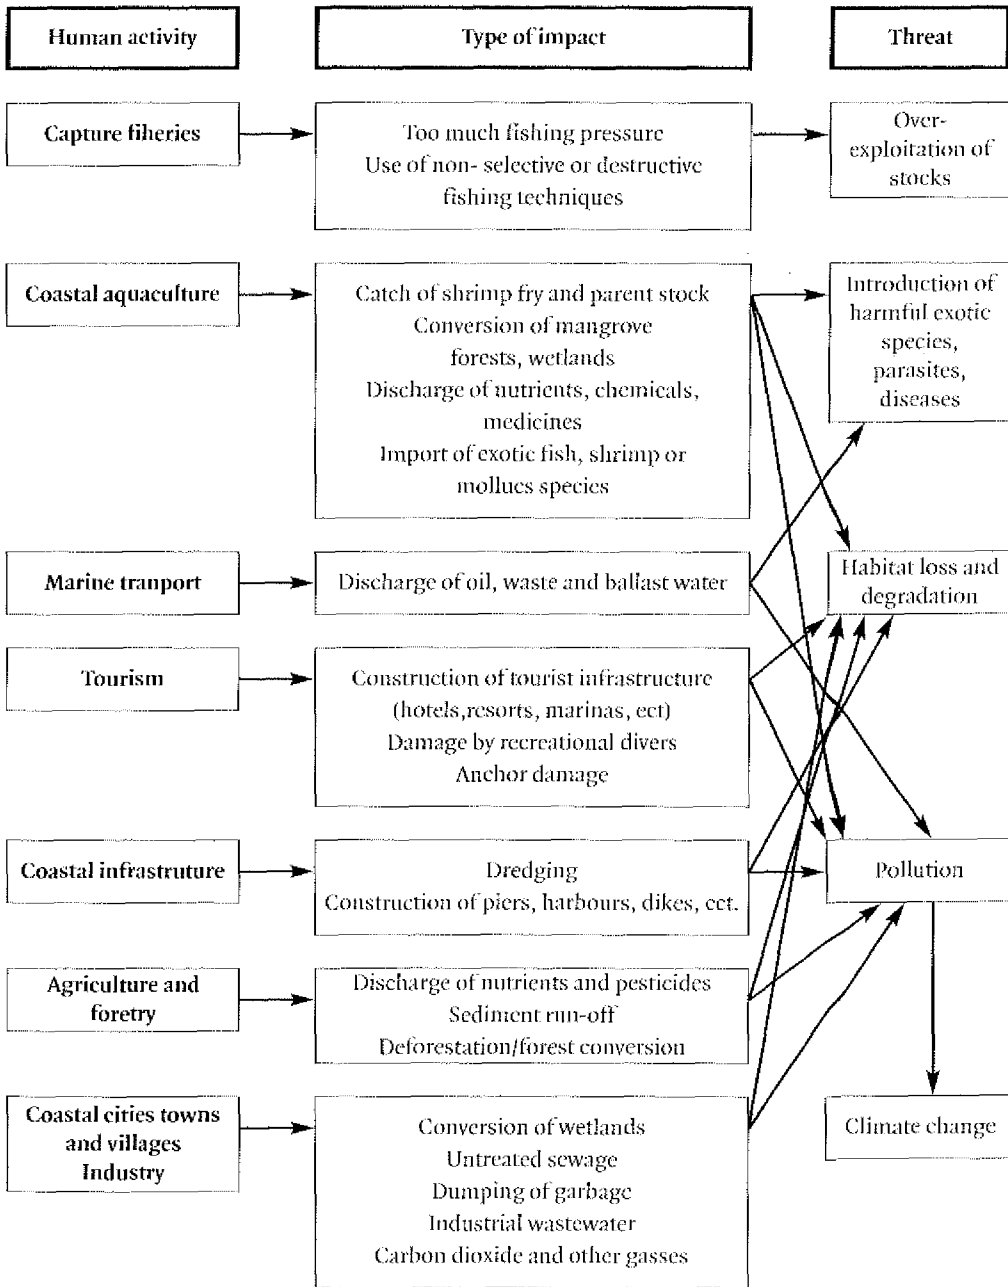 Human activity
Type of impact
Threat
Capture fiheries
Too much fishing pressure
Use of non- selective or destructive
fishing techniques
Over-
exploitation of
stocks
Coastal aquaculture
Catch of shrimp fry and parent stock
Conversion of mangrove
forests, wetlands
Discharge of nutrients, chemicals,
medicines
Import of exotic fish, shrimp or
mollucs species
Introduction of
harmful exotic
species,
parasites,
diseases
Marine tranport
Discharge of oil, waste and ballast water
Habitat loss and
degradation
Tourism
Construction of tourist infrastructure
(hotels,resorts, marinas, ect)
Damage by recreational divers
Anchor damage
Coastal infrastruture
Dredging
Construction of piers, harbours, dikes, ect.
Pollution
Agriculture and
foretry
Discharge of nutrients and pesticides
Sediment run-off
Deforestation/forest conversion
Coastal cities towns
and villages
Industry
Conversion of wetlands
Untreated sewage
Dumping of garbage
Industrial wastewater
Carbon dioxide and other gasses
Climate change